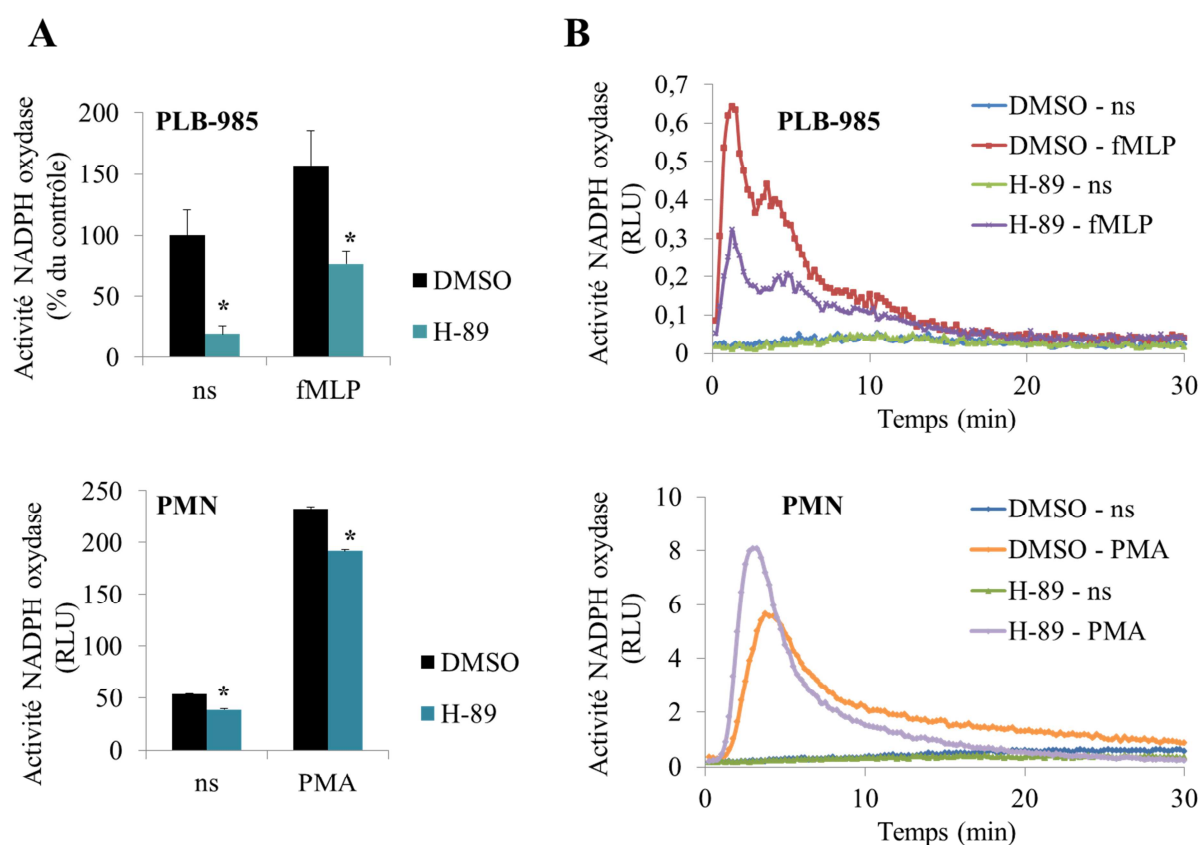 A
Activité NADPH oxydase
(% du contrôle)
200
150
100
50
0
PLB-985
*
*
ns
fMLP
DMSO
H-89
B
Activité NADPH oxydase
(RLU)
0,7
0,6
0,5
0,4
0,3
0,2
0,1
0
PLB-985
DMSO - ns
DMSO - fMLP
H-89 - ns
H-89 - fMLP
0
10
20
30
Temps (min)
Activité NADPH oxydase
(RLU)
250
200
150
100
50
0
PMN
*
*
ns
PMA
DMSO
H-89
Activité NADPH oxydase
(RLU)
10
8
6
4
2
0
PMN
DMSO - ns
DMSO - PMA
H-89 - ns
H-89 - PMA
0
10
20
30
Temps (min)